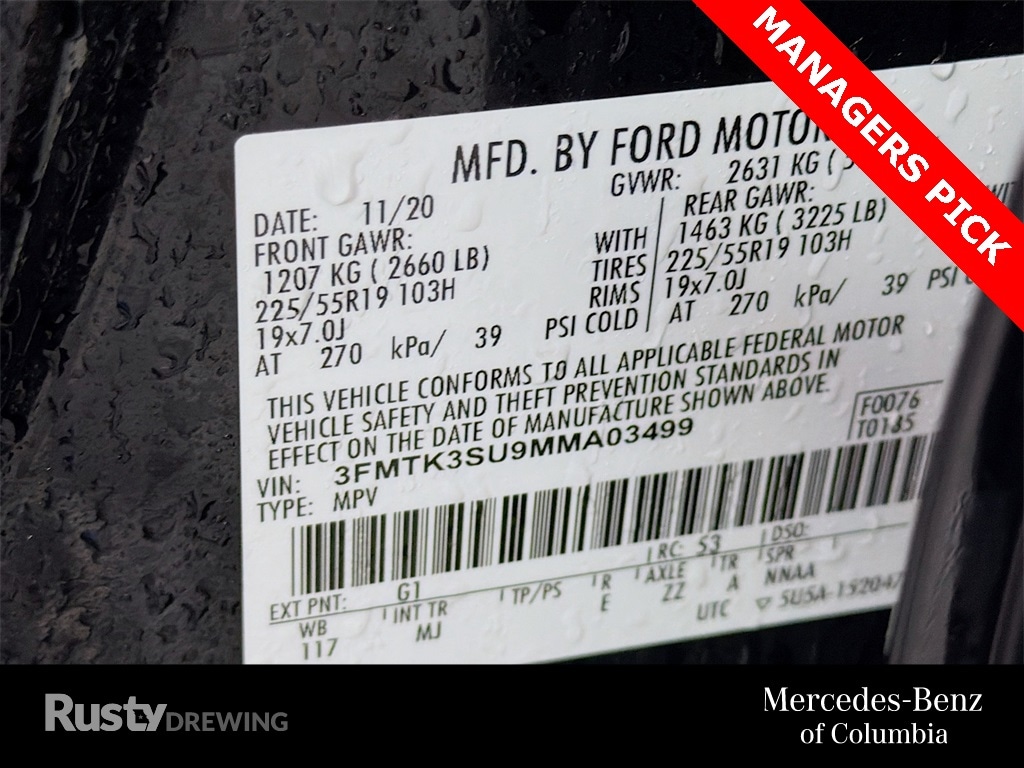 MANAGERS PICK
MFD. BY FORD MOTOR
GVWR: 2631 KG (
DATE: 11/20
FRONT GAWR:
1207 KG ( 2660 LB)
225/55R19 103H
19x7.0J
AT 270 kPa/ 39 PSI COLD
WITH
TIRES
RIMS
REAR GAWR:
1463 KG ( 3225 LB)
225/55R19 103H
19x7.0J
AT 270 kPa/ 39 PSI
THIS VEHICLE CONFORMS TO ALL APPLICABLE FEDERAL MOTOR
VEHICLE SAFETY AND THEFT PREVENTION STANDARDS IN
EFFECT ON THE DATE OF MANUFACTURE SHOWN ABOVE.
F0076
T0185
VIN: 3FMTK3SU9MMA03499
TYPE: MPV
RC: 53 DSO:
EXT PNT: G1
WB INT TR TP/PS R AXLE TR SPR
117 MJ E ZZ A NNAA
UTC
RustyDREWING
Mercedes-Benz
of Columbia